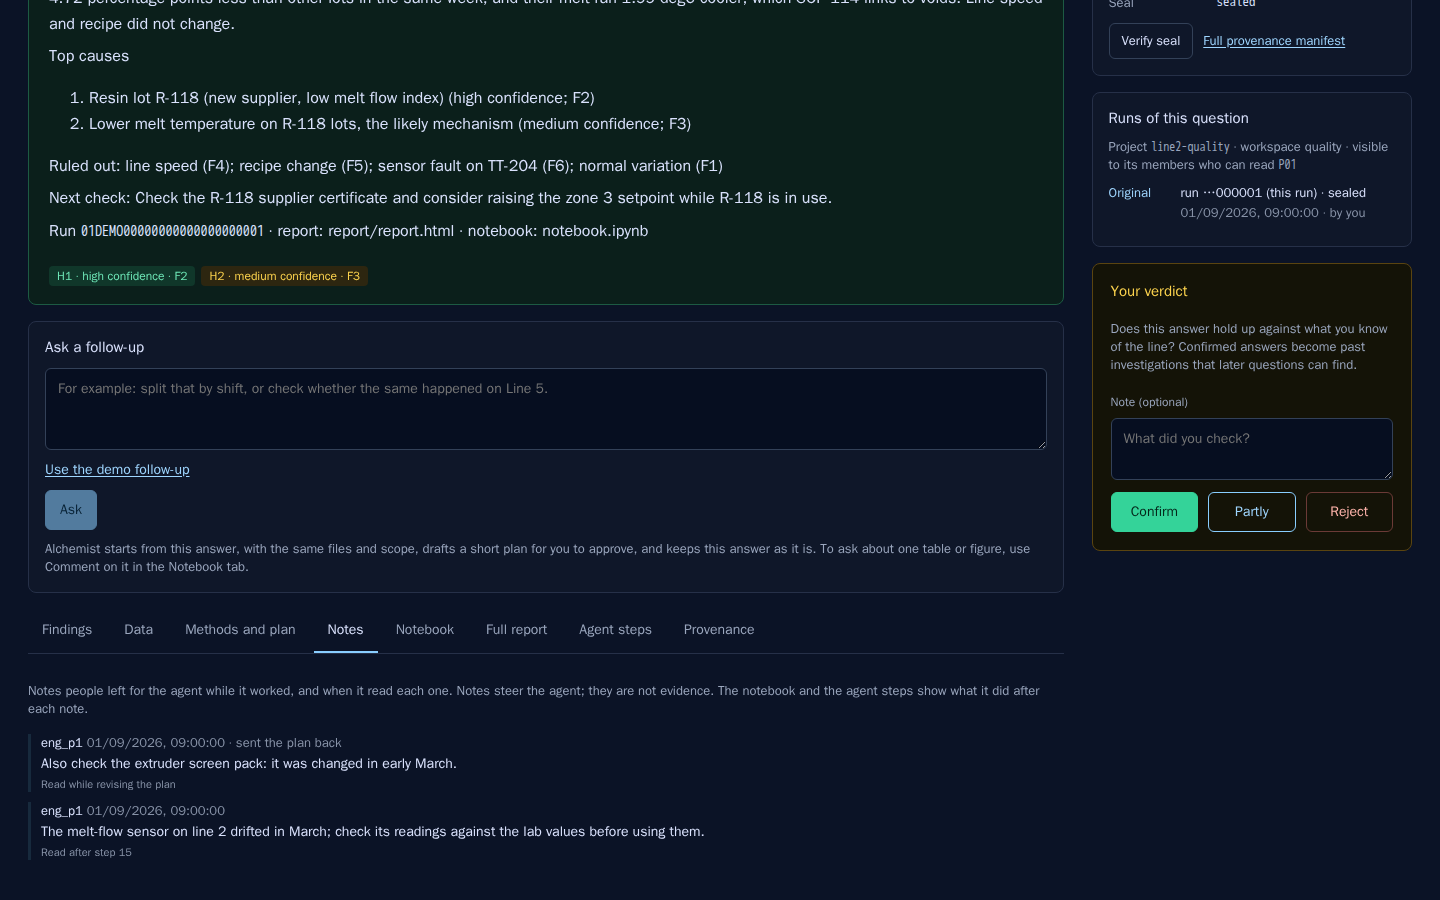 and recipe did not change.
Top causes
1. Resin lot R-118 (new supplier, low melt flow index) (high confidence; F2)
2. Lower melt temperature on R-118 lots, the likely mechanism (medium confidence; F3)
Ruled out: line speed (F4); recipe change (F5); sensor fault on TT-204 (F6); normal variation (F1)
Next check: Check the R-118 supplier certificate and consider raising the zone 3 setpoint while R-118 is in use.
Run 01DEMO00000000000000000001 · report: report/report.html · notebook: notebook.ipynb
H1 · high confidence · F2
H2 · medium confidence · F3
Ask a follow-up
For example: split that by shift, or check whether the same happened on Line 5.
Use the demo follow-up
Ask
Alchemist starts from this answer, with the same files and scope, drafts a short plan for you to approve, and keeps this answer as it is. To ask about one table or figure, use
Comment on it in the Notebook tab.
Findings
Data
Methods and plan
Notes
Notebook
Full report
Agent steps
Provenance
Notes people left for the agent while it worked, and when it read each one. Notes steer the agent; they are not evidence. The notebook and the agent steps show what it did after
each note.
eng_p1 01/09/2026, 09:00:00 · sent the plan back
Also check the extruder screen pack: it was changed in early March.
Read while revising the plan
eng_p1 01/09/2026, 09:00:00
The melt-flow sensor on line 2 drifted in March; check its readings against the lab values before using them.
Read after step 15
Seal sealed
Verify seal
Full provenance manifest
Runs of this question
Project line2-quality · workspace quality · visible
to its members who can read P01
Original run ···000001 (this run) · sealed
01/09/2026, 09:00:00 · by you
Your verdict
Does this answer hold up against what you know
of the line? Confirmed answers become past
investigations that later questions can find.
Note (optional)
What did you check?
Confirm
Partly
Reject